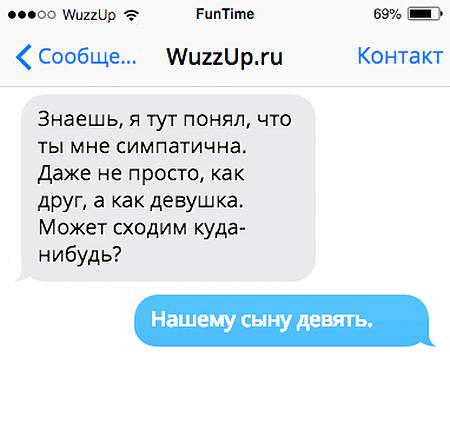 WuzzUp FunTime 69%
Сообще... WuzzUp.ru Контакт
Знаешь, я тут понял, что
ты мне симпатична.
Даже не просто, как
друг, а как девушка.
Может сходим куда-
нибудь?
Нашему сыну девять.